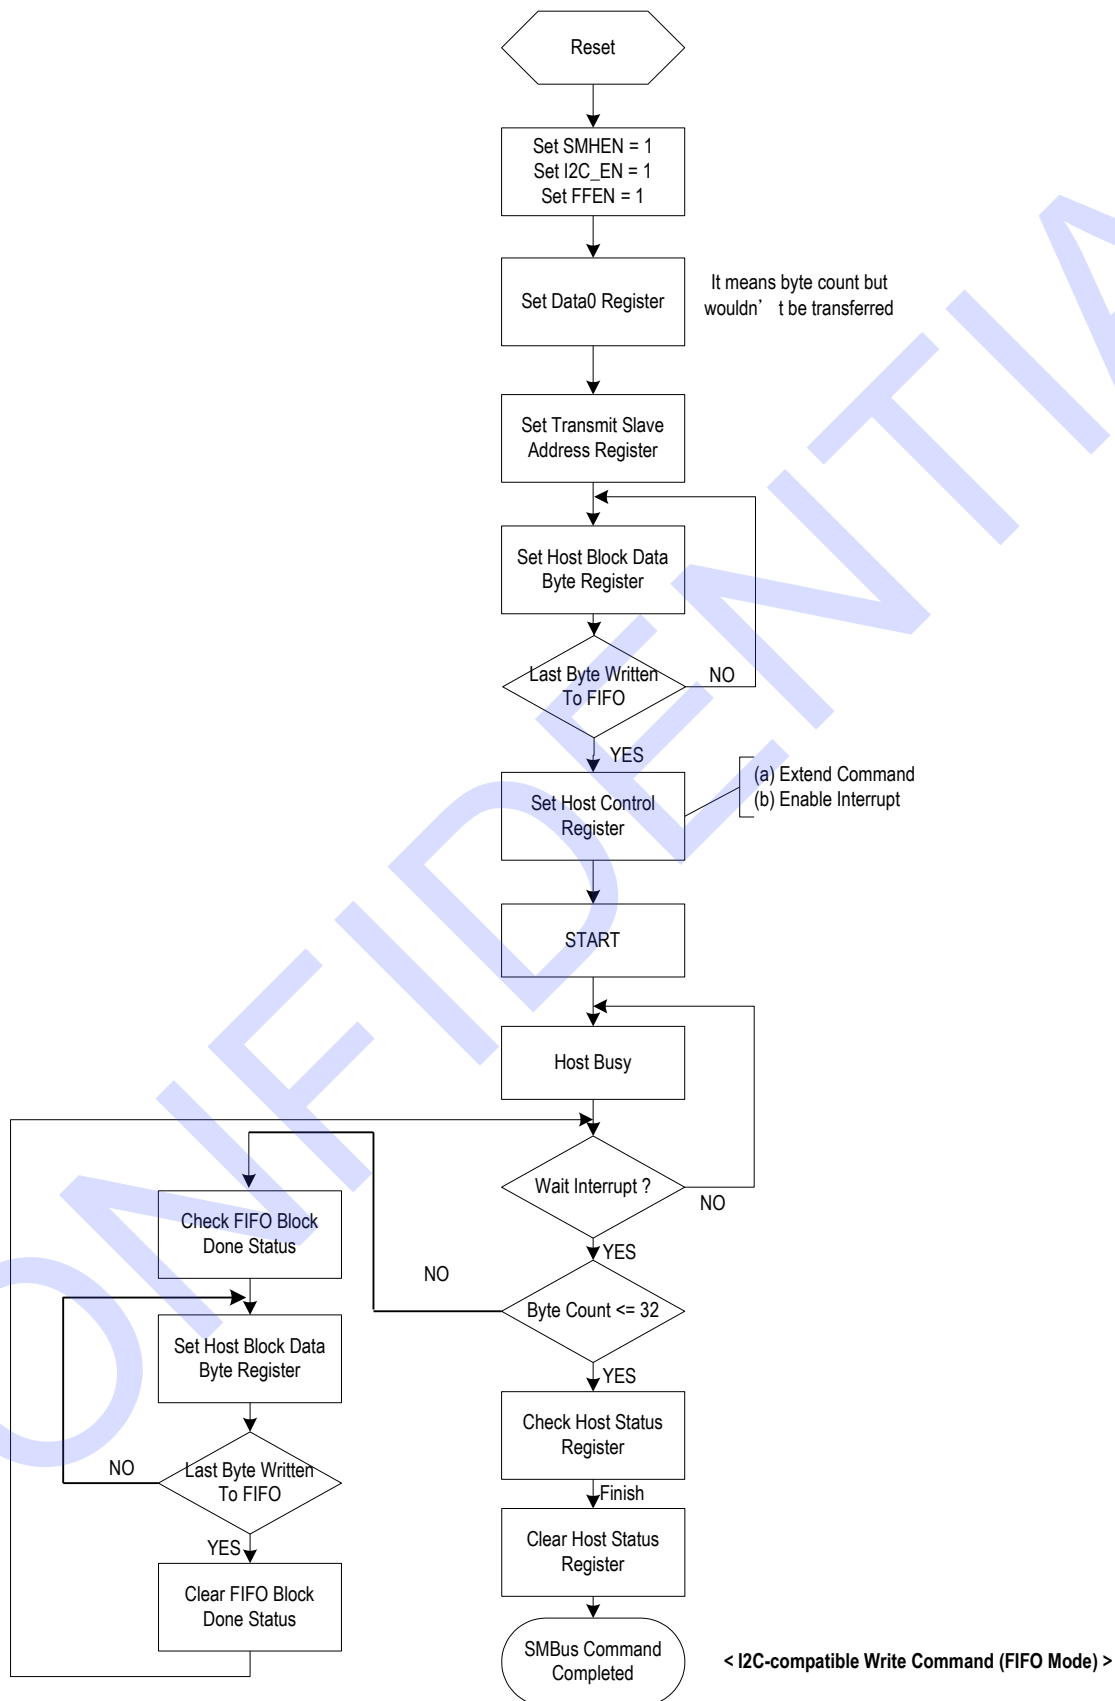 Reset
Set SMHEN = 1
Set I2C_EN = 1
Set FFEN = 1
Set Data0 Register
It means byte count but
wouldn’ t be transferred
Set Transmit Slave
Address Register
Set Host Block Data
Byte Register
Last Byte Written
To FIFO
NO
YES
Set Host Control
Register
(a) Extend Command
(b) Enable Interrupt
START
Host Busy
Wait Interrupt ?
NO
YES
Byte Count <= 32
NO
YES
Check FIFO Block
Done Status
Set Host Block Data
Byte Register
Last Byte Written
To FIFO
NO
YES
Clear FIFO Block
Done Status
Check Host Status
Register
Finish
Clear Host Status
Register
SMBus Command
Completed
< I2C-compatible Write Command (FIFO Mode) >
ONFIDENTIA